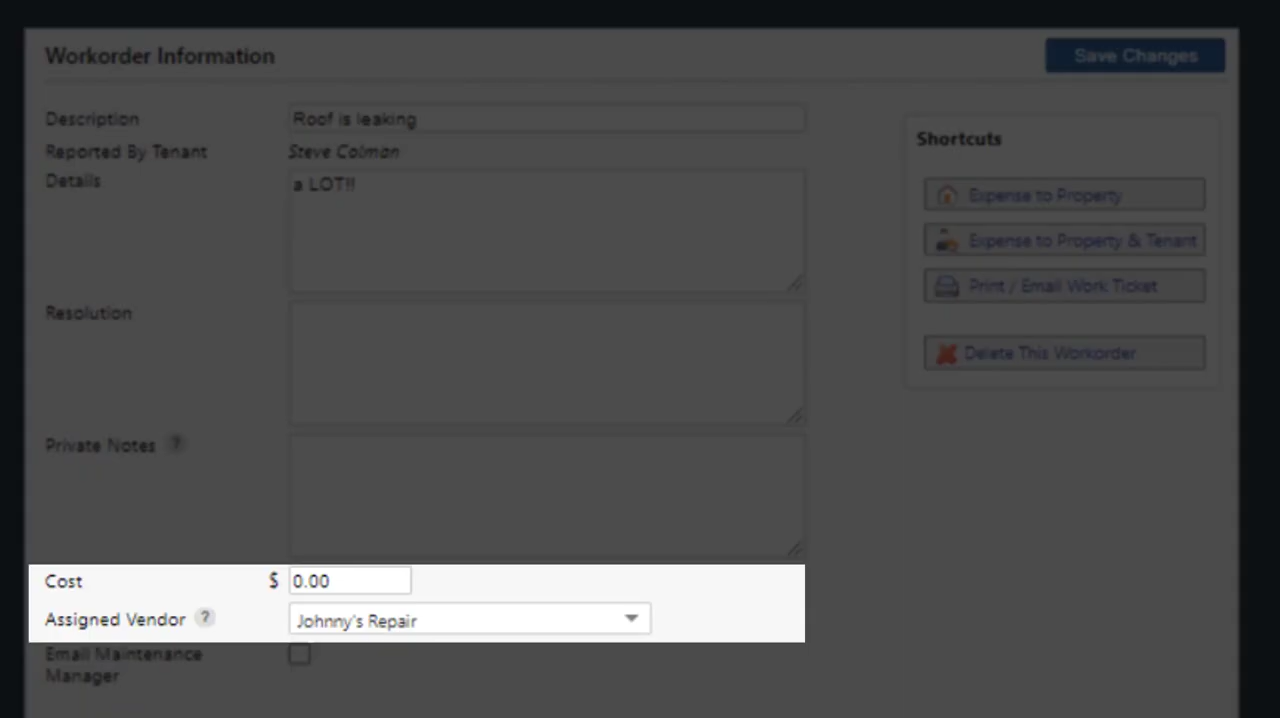 Workorder Information
Save Changes
Description
Roof is leaking
Reported By Tenant
Steve Colman
Details
a LOT!!
Resolution
Private Notes ?
Cost
$ 0.00
Assigned Vendor ?
Johnny's Repair
Email Maintenance
Manager
Shortcuts
Expense to Property
Expense to Property & Tenant
Print / Email Work Ticket
Delete This Workorder